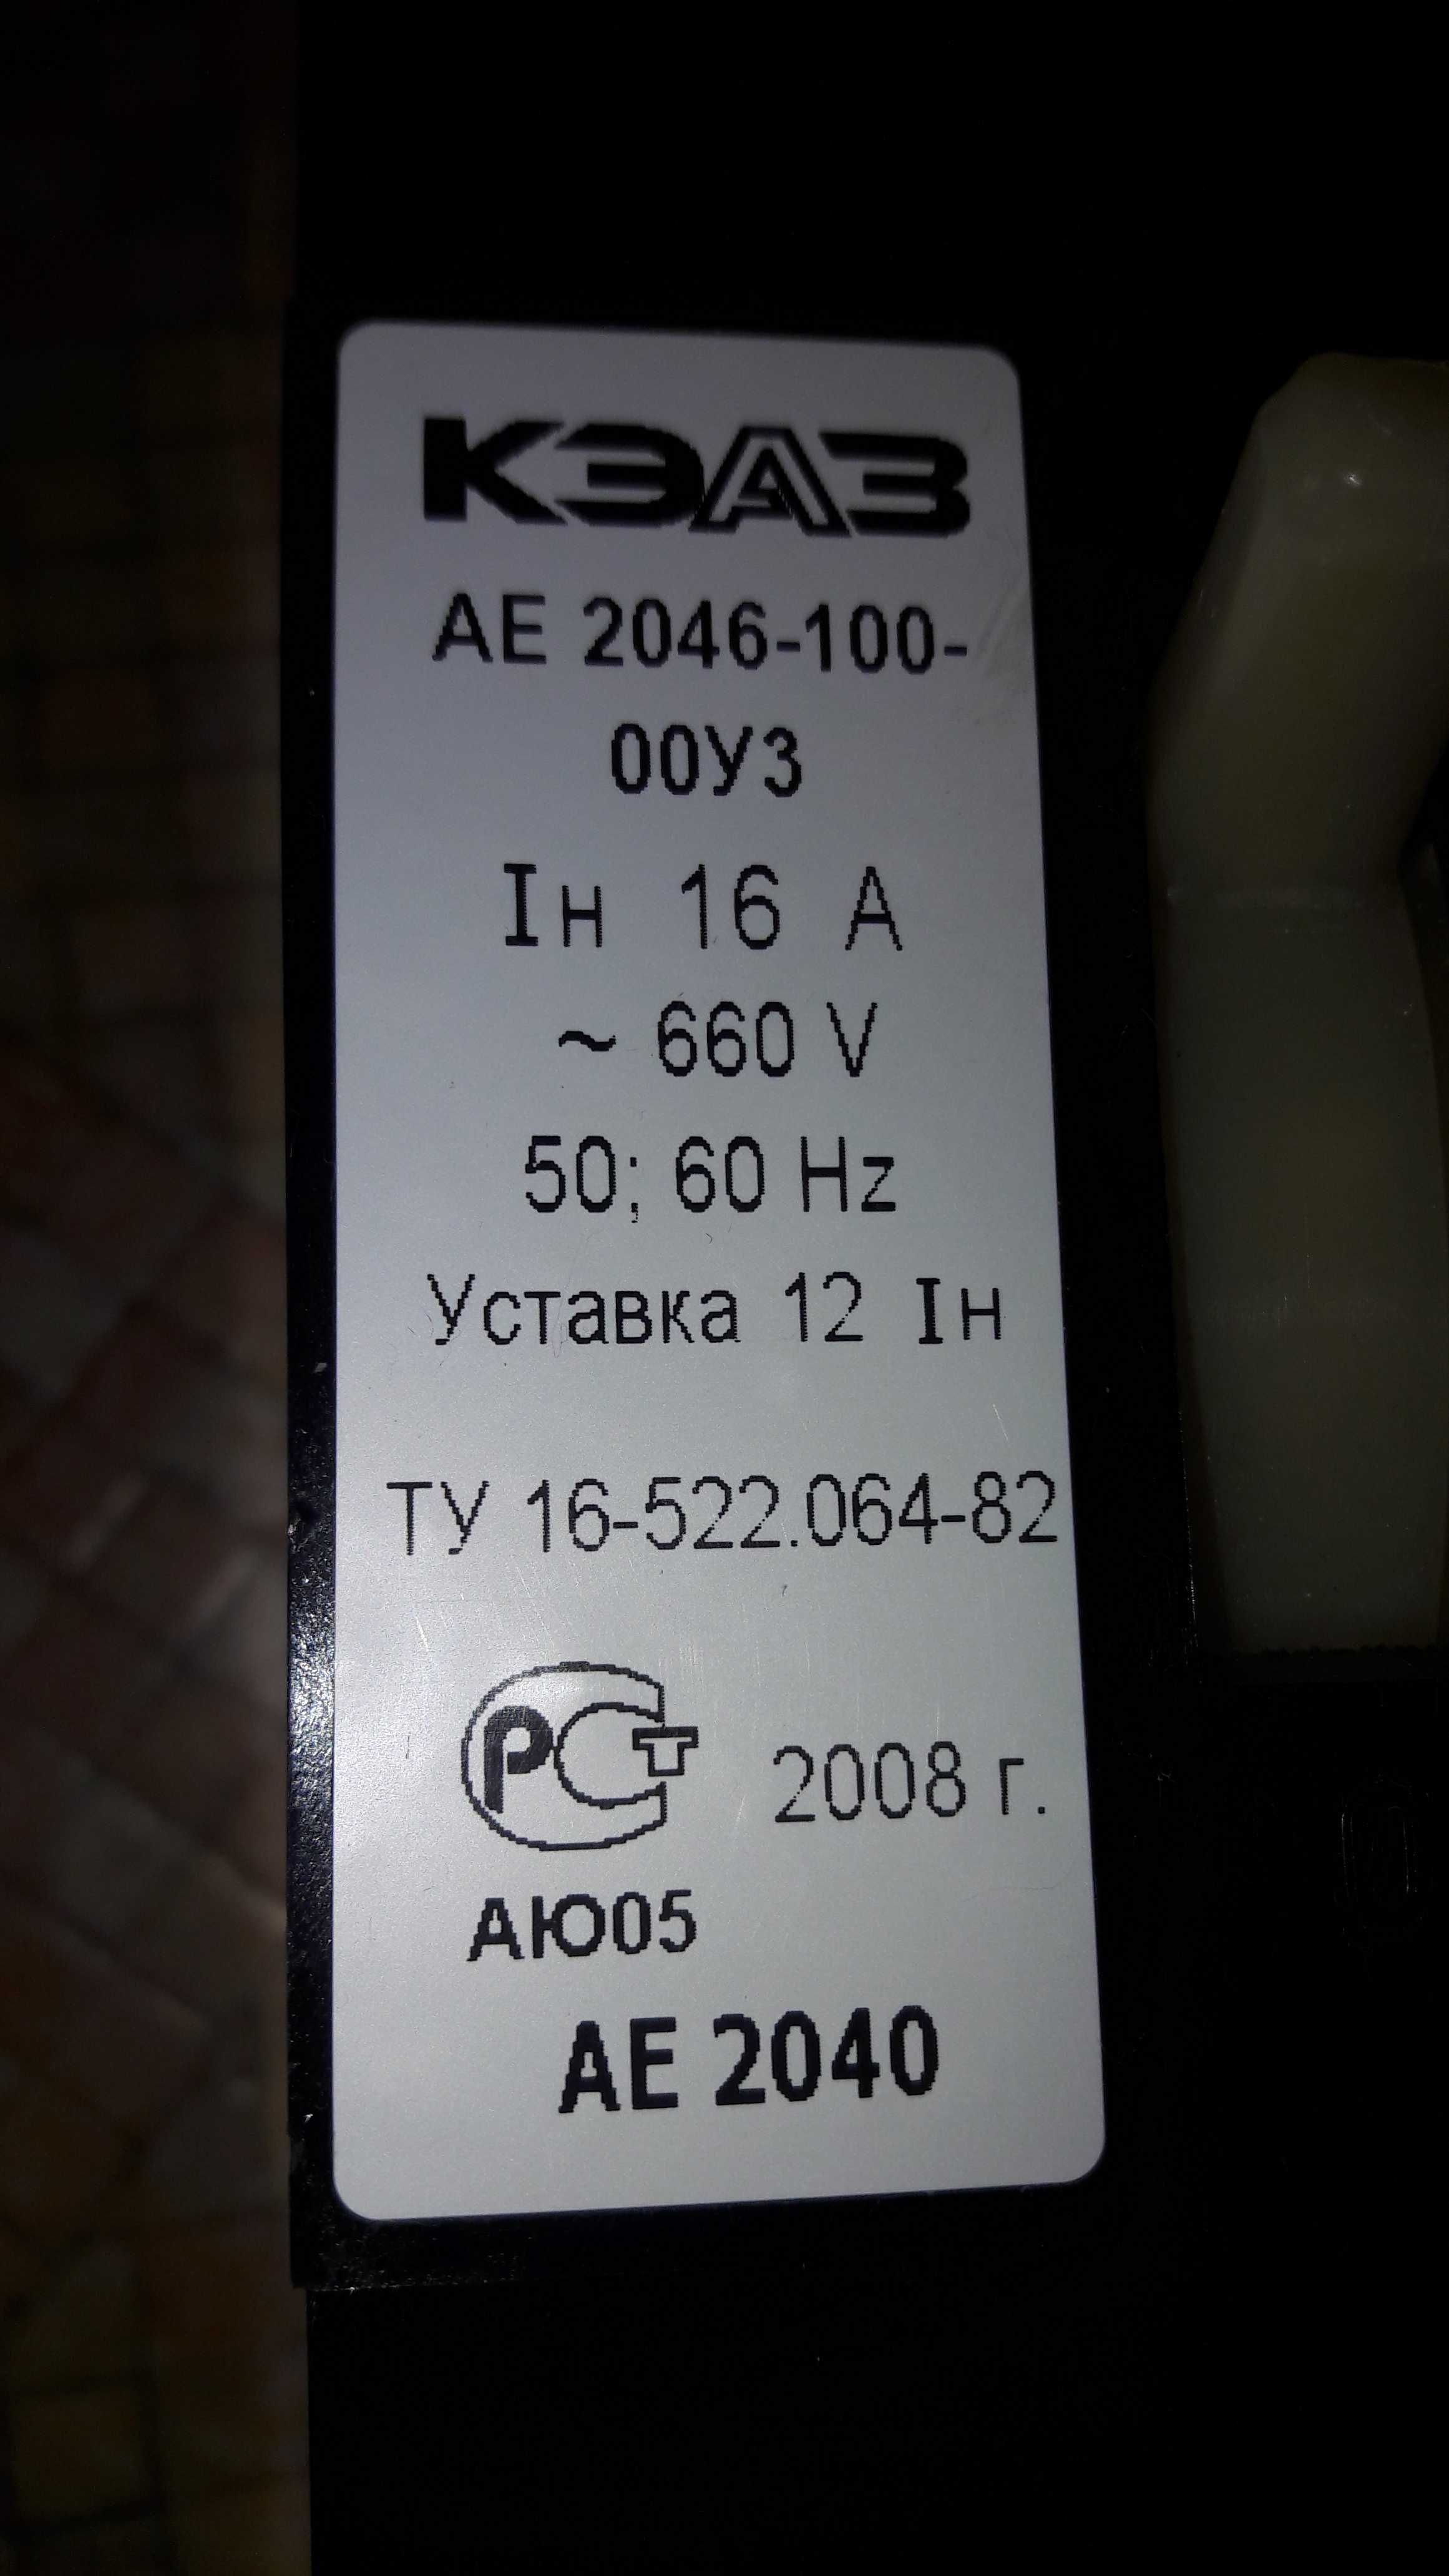 КЭАЗ
АЕ 2046-100-
00У3
Iн 16 А
~ 660 V
50; 60 Hz
Уставка 12 Iн
ТУ 16-522.064-82
РСт 2008 г.
АЮ05
АЕ 2040